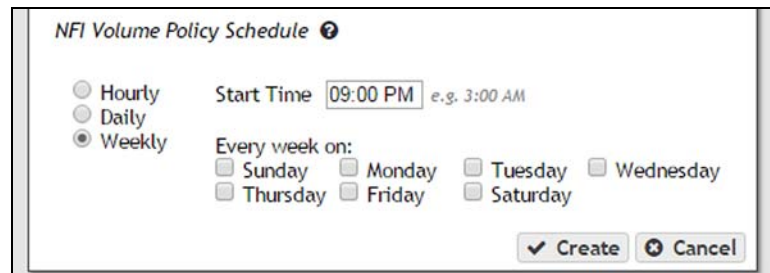 NFI Volume Policy Schedule
Hourly Start Time 09:00 PM e.g. 3:00 AM
Daily
Weekly Every week on:
Sunday Monday Tuesday Wednesday
Thursday Friday Saturday
Create Cancel